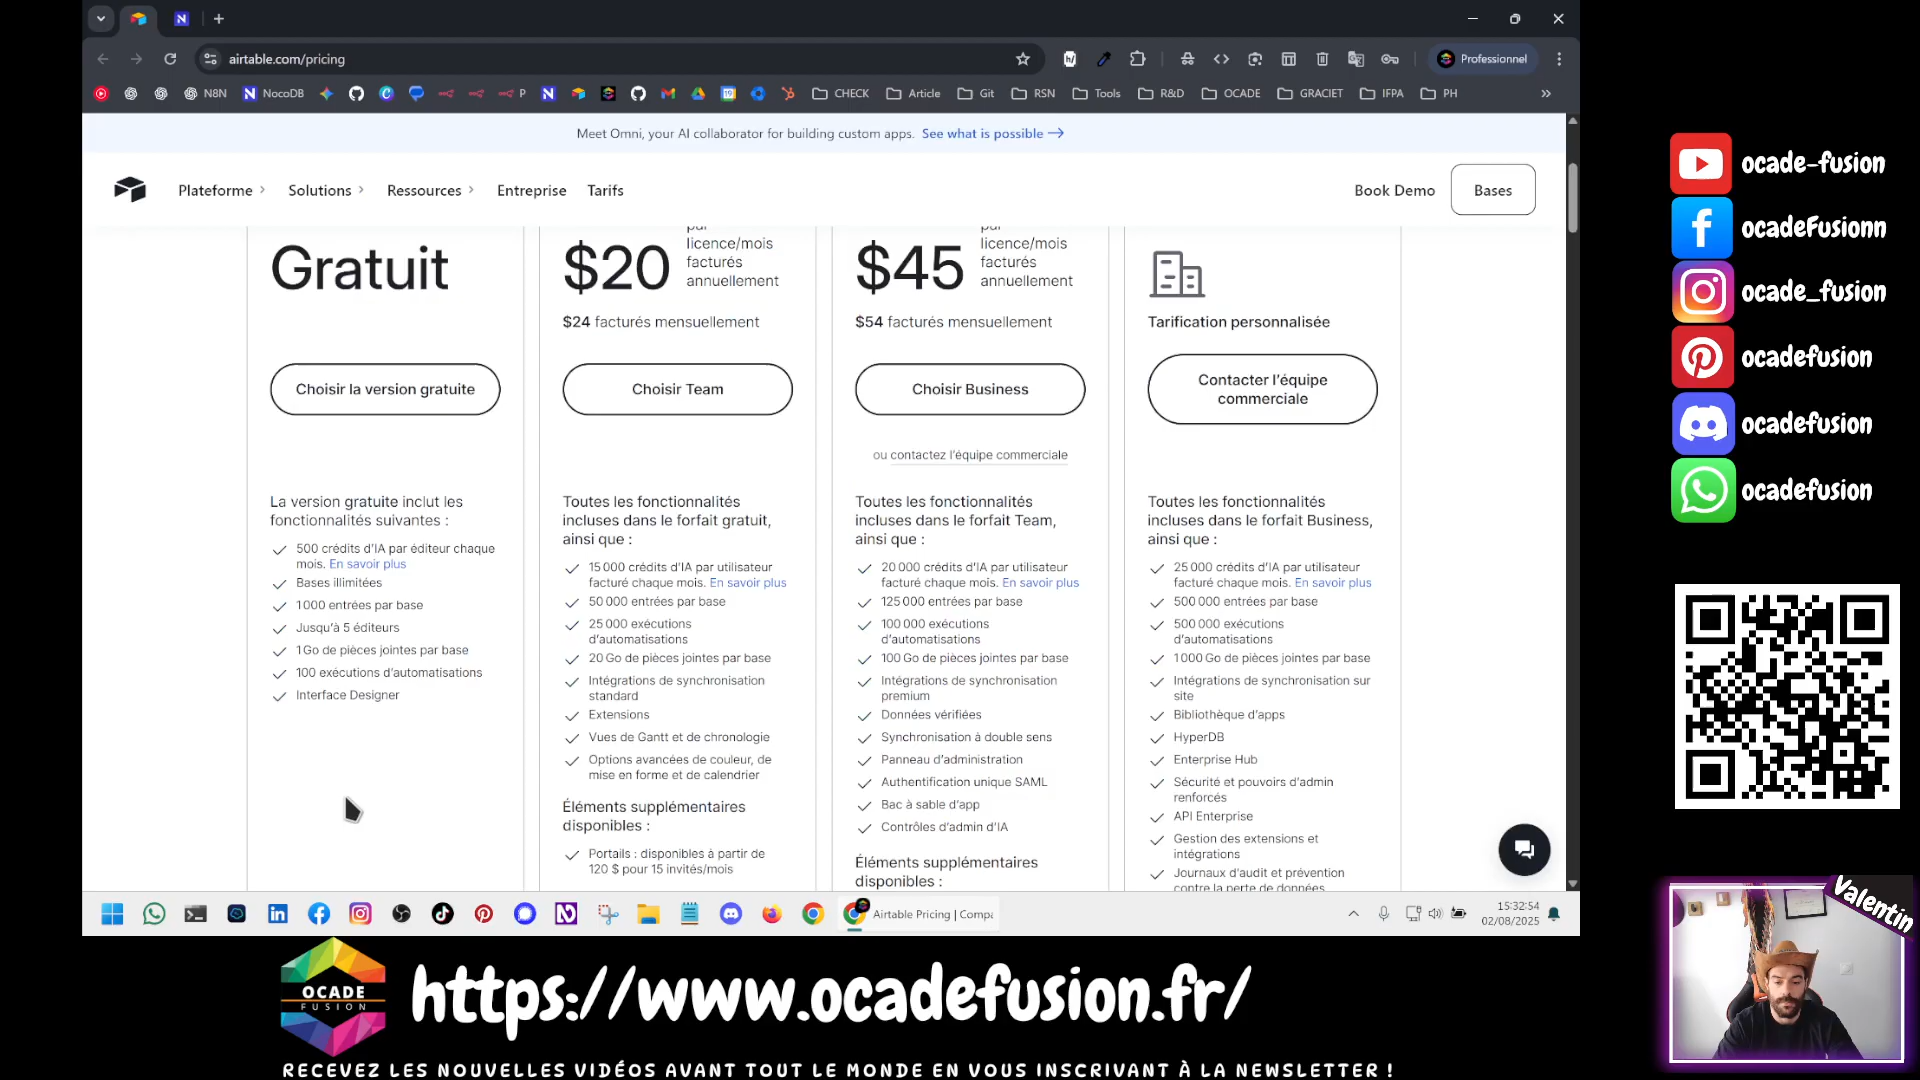 airtable.com/pricing
Professionnel
N8N
NocoDB
P
CHECK
Article
Git
RSN
Tools
R&D
OCADE
GRACIET
IFPA
PH
Meet Omni, your AI collaborator for building custom apps. See what is possible →
Plateforme
Solutions
Ressources
Entreprise
Tarifs
Book Demo
Bases
Gratuit
Choisir la version gratuite
La version gratuite inclut les
fonctionnalités suivantes :
500 crédits d'IA par éditeur chaque
mois. En savoir plus
Bases illimitées
1 000 entrées par base
Jusqu'à 5 éditeurs
1 Go de pièces jointes par base
100 exécutions d'automatisations
Interface Designer
$20
par
licence/mois
facturés
annuellement
$24 facturés mensuellement
Choisir Team
Toutes les fonctionnalités
incluses dans le forfait gratuit,
ainsi que :
15 000 crédits d'IA par utilisateur
facturé chaque mois. En savoir plus
50 000 entrées par base
25 000 exécutions
d'automatisations
20 Go de pièces jointes par base
Intégrations de synchronisation
standard
Extensions
Vues de Gantt et de chronologie
Options avancées de couleur, de
mise en forme et de calendrier
Éléments supplémentaires
disponibles :
Portails : disponibles à partir de
120 $ pour 15 invités/mois
$45
par
licence/mois
facturés
annuellement
$54 facturés mensuellement
Choisir Business
ou contactez l'équipe commerciale
Toutes les fonctionnalités
incluses dans le forfait Team,
ainsi que :
20 000 crédits d'IA par utilisateur
facturé chaque mois. En savoir plus
125 000 entrées par base
100 000 exécutions
d'automatisations
100 Go de pièces jointes par base
Intégrations de synchronisation
premium
Données vérifiées
Synchronisation à double sens
Panneau d'administration
Authentification unique SAML
Bac à sable d'app
Contrôles d'admin d'IA
Éléments supplémentaires
disponibles :
Tarification personnalisée
Contacter l'équipe
commerciale
Toutes les fonctionnalités
incluses dans le forfait Business,
ainsi que :
25 000 crédits d'IA par utilisateur
facturé chaque mois. En savoir plus
500 000 entrées par base
500 000 exécutions
d'automatisations
1 000 Go de pièces jointes par base
Intégrations de synchronisation sur
site
Bibliothèque d'apps
HyperDB
Enterprise Hub
Sécurité et pouvoirs d'admin
renforcés
API Enterprise
Gestion des extensions et
intégrations
Journaux d'audit et prévention
contre la perte de données
Airtable Pricing | Compa
15:32:54
02/08/2025
ocade-fusion
ocadeFusionn
ocade_fusion
ocadefusion
ocadefusion
ocadefusion
Valentin
OCADE
FUSION
https://www.ocadefusion.fr/
RECEVEZ LES NOUVELLES VIDÉOS AVANT TOUT LE MONDE EN VOUS INSCRIVANT À LA NEWSLETTER !